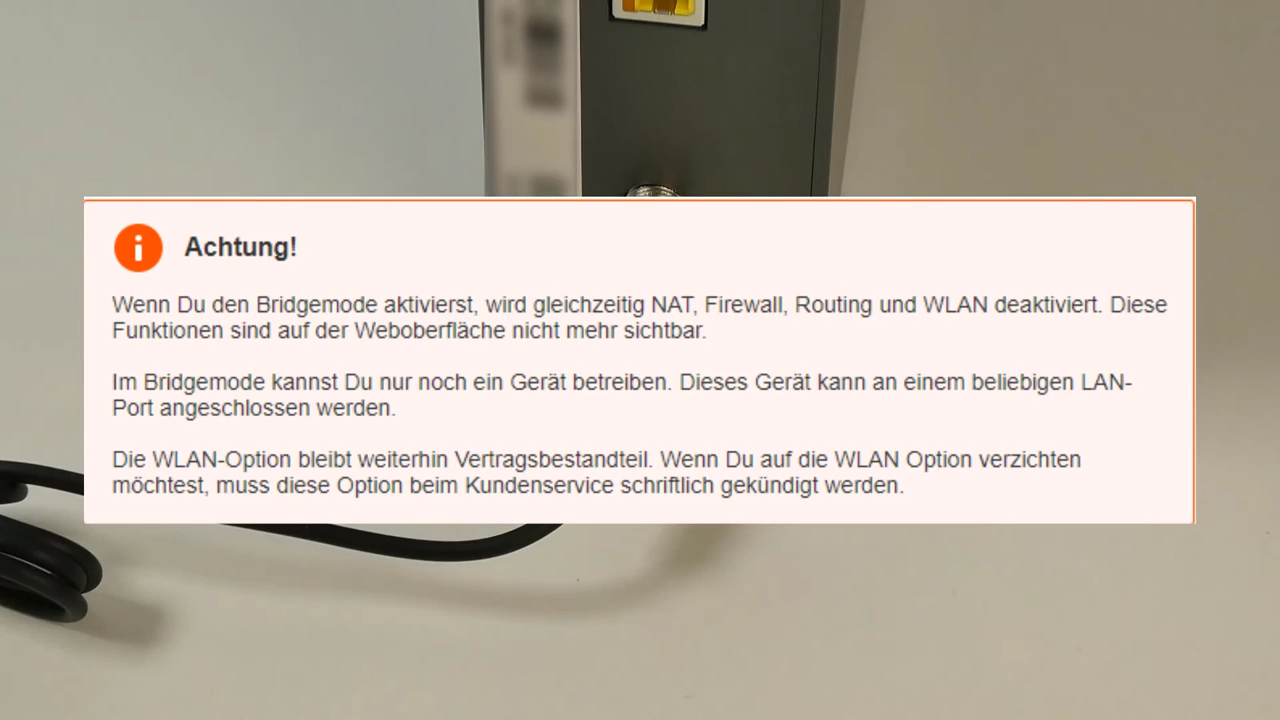 Achtung!
Wenn Du den Bridgemode aktivierst, wird gleichzeitig NAT, Firewall, Routing und WLAN deaktiviert. Diese
Funktionen sind auf der Weboberfläche nicht mehr sichtbar.
Im Bridgemode kannst Du nur noch ein Gerät betreiben. Dieses Gerät kann an einem beliebigen LAN-
Port angeschlossen werden.
Die WLAN-Option bleibt weiterhin Vertragsbestandteil. Wenn Du auf die WLAN Option verzichten
möchtest, muss diese Option beim Kundenservice schriftlich gekündigt werden.